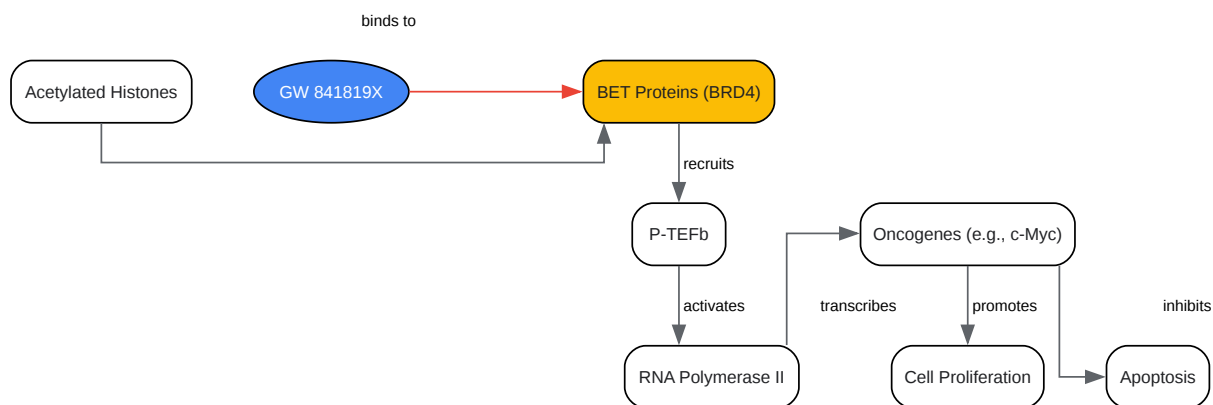 binds to
Acetylated Histones
GW 841819X
BET Proteins (BRD4)
recruits
P-TEFb
Oncogenes (e.g., c-Myc)
activates
transcribes
promotes
inhibits
RNA Polymerase II
Cell Proliferation
Apoptosis